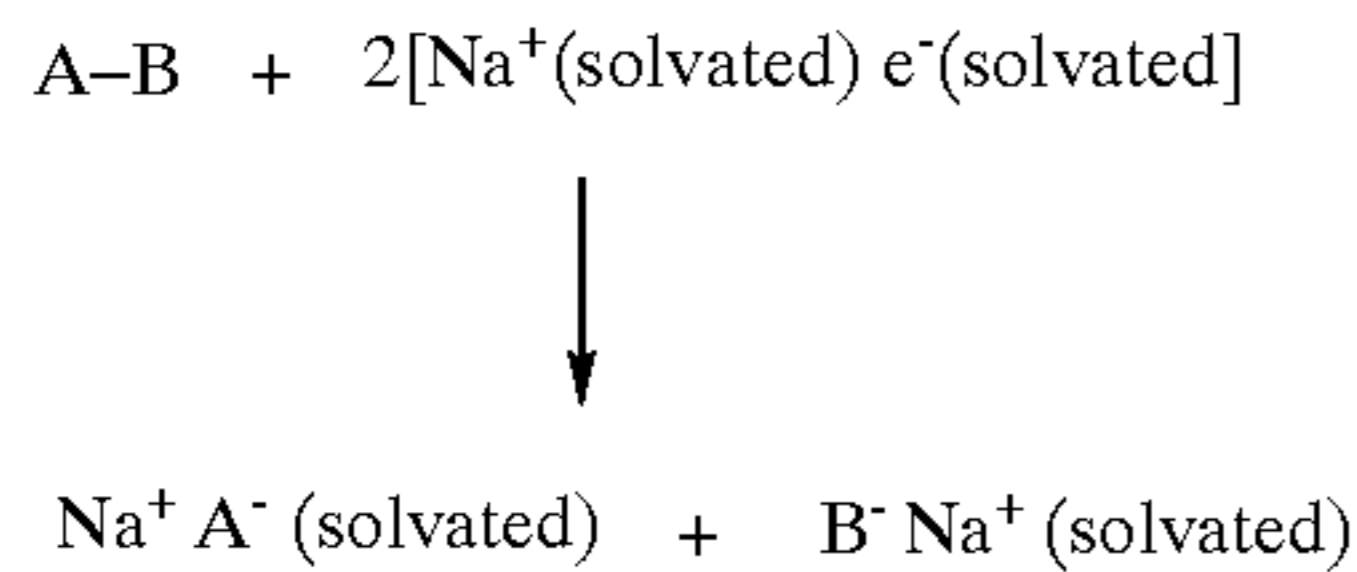 A–B + 2[Na⁺(solvated) e⁻(solvated]
Na⁺ A⁻ (solvated) + B⁻ Na⁺ (solvated)